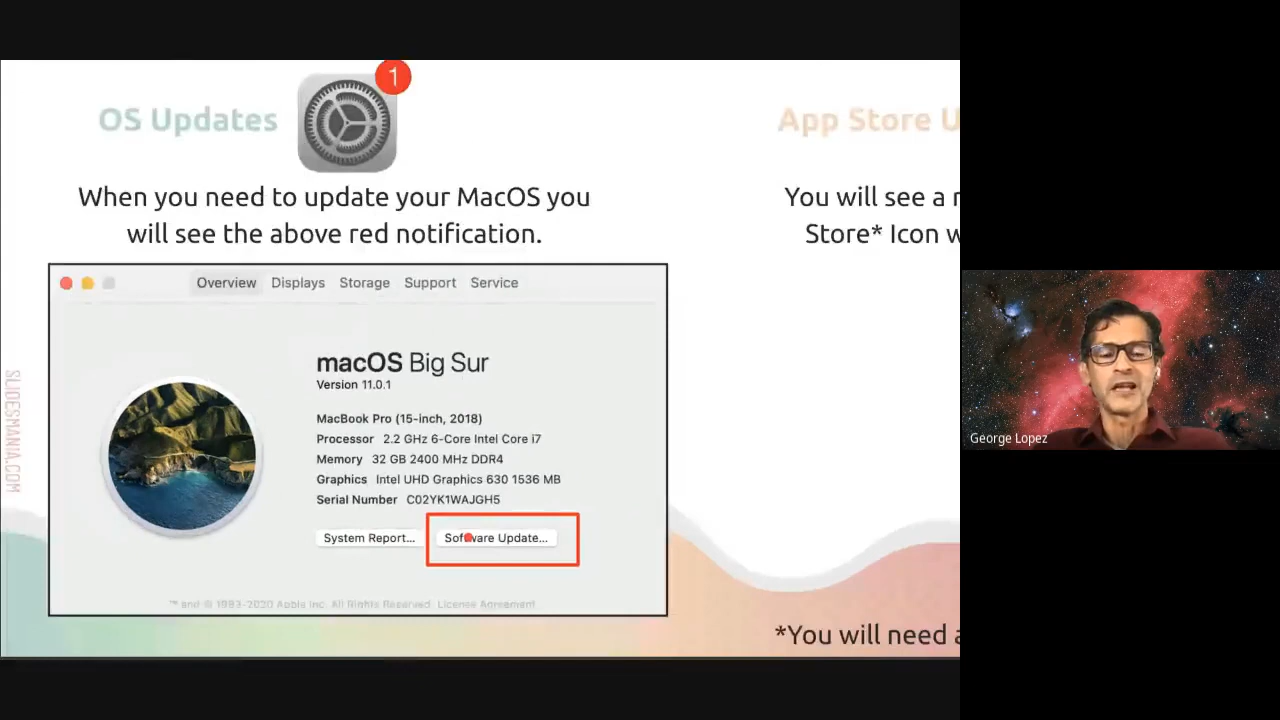 1
OS Updates
App Store U
When you need to update your MacOS you
will see the above red notification.
You will see a
Store* Icon
Overview Displays Storage Support Service
macOS Big Sur
Version 11.0.1
MacBook Pro (15-inch, 2018)
Processor 2.2 GHz 6-Core Intel Core i7
Memory 32 GB 2400 MHz DDR4
Graphics Intel UHD Graphics 630 1536 MB
Serial Number C02YK1WAJGH5
System Report... Software Update...
™ and © 1983-2020 Apple Inc. All Rights Reserved. License Agreement
*You will need
SLIDESMANIA.COM
George Lopez